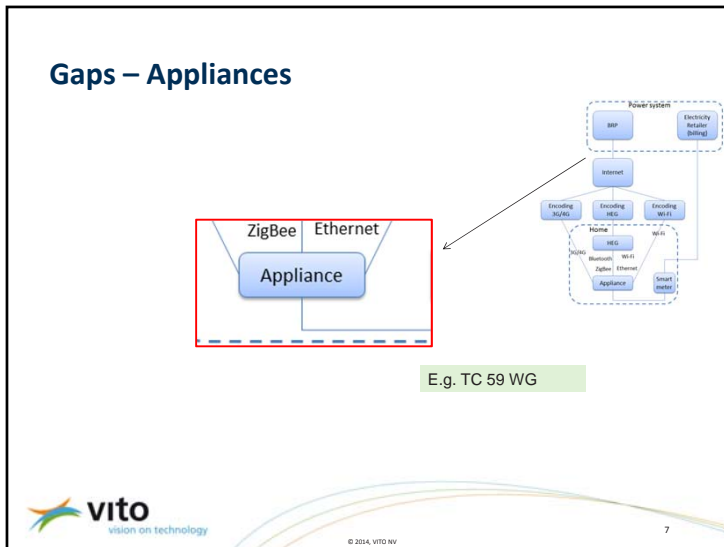 Gaps – Appliances
Power system
BRP
Electricity
Retailer
(billing)
Internet
Encoding
3G/4G
Encoding
HEG
Encoding
Wi-Fi
Home
Wi-Fi
HEG
3G/4G
Bluetooth
Wi-Fi
ZigBee
Ethernet
Appliance
Smart
meter
ZigBee
Ethernet
Appliance
E.g. TC 59 WG
vito
vision on technology
© 2014, VITO NV
7